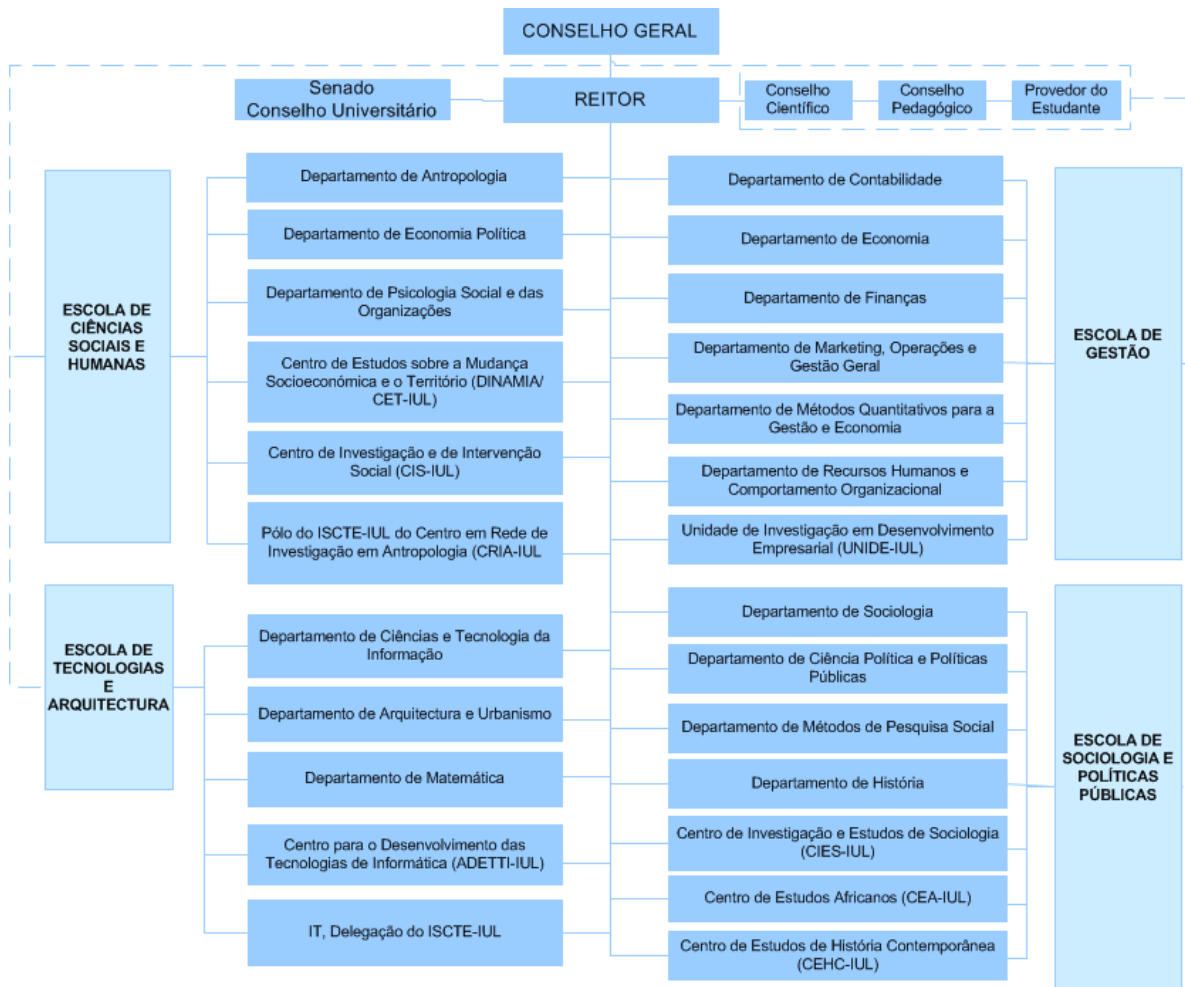 CONSELHO GERAL
Senado
Conselho Universitário
REITOR
Conselho
Científico
Conselho
Pedagógico
Provedor do
Estudante
ESCOLA DE
CIÊNCIAS
SOCIAIS E
HUMANAS
Departamento de Antropologia
Departamento de Economia Política
Departamento de Psicologia Social e das
Organizações
Centro de Estudos sobre a Mudança
Socioeconómica e o Território (DINAMIA/
CET-IUL)
Centro de Investigação e de Intervenção
Social (CIS-IUL)
Pólo do ISCTE-IUL do Centro em Rede de
Investigação em Antropologia (CRIA-IUL
Departamento de Contabilidade
Departamento de Economia
Departamento de Finanças
Departamento de Marketing, Operações e
Gestão Geral
Departamento de Métodos Quantitativos para a
Gestão e Economia
Departamento de Recursos Humanos e
Comportamento Organizacional
Unidade de Investigação em Desenvolvimento
Empresarial (UNIDE-IUL)
ESCOLA DE
GESTÃO
ESCOLA DE
TECNOLOGIAS
E
ARQUITECTURA
Departamento de Ciências e Tecnologia da
Informação
Departamento de Arquitectura e Urbanismo
Departamento de Matemática
Centro para o Desenvolvimento das
Tecnologias de Informática (ADETTI-IUL)
IT, Delegação do ISCTE-IUL
Departamento de Sociologia
Departamento de Ciência Política e Políticas
Públicas
Departamento de Métodos de Pesquisa Social
Departamento de História
Centro de Investigação e Estudos de Sociologia
(CIES-IUL)
Centro de Estudos Africanos (CEA-IUL)
Centro de Estudos de História Contemporânea
(CEHC-IUL)
ESCOLA DE
SOCIOLOGIA E
POLÍTICAS
PÚBLICAS